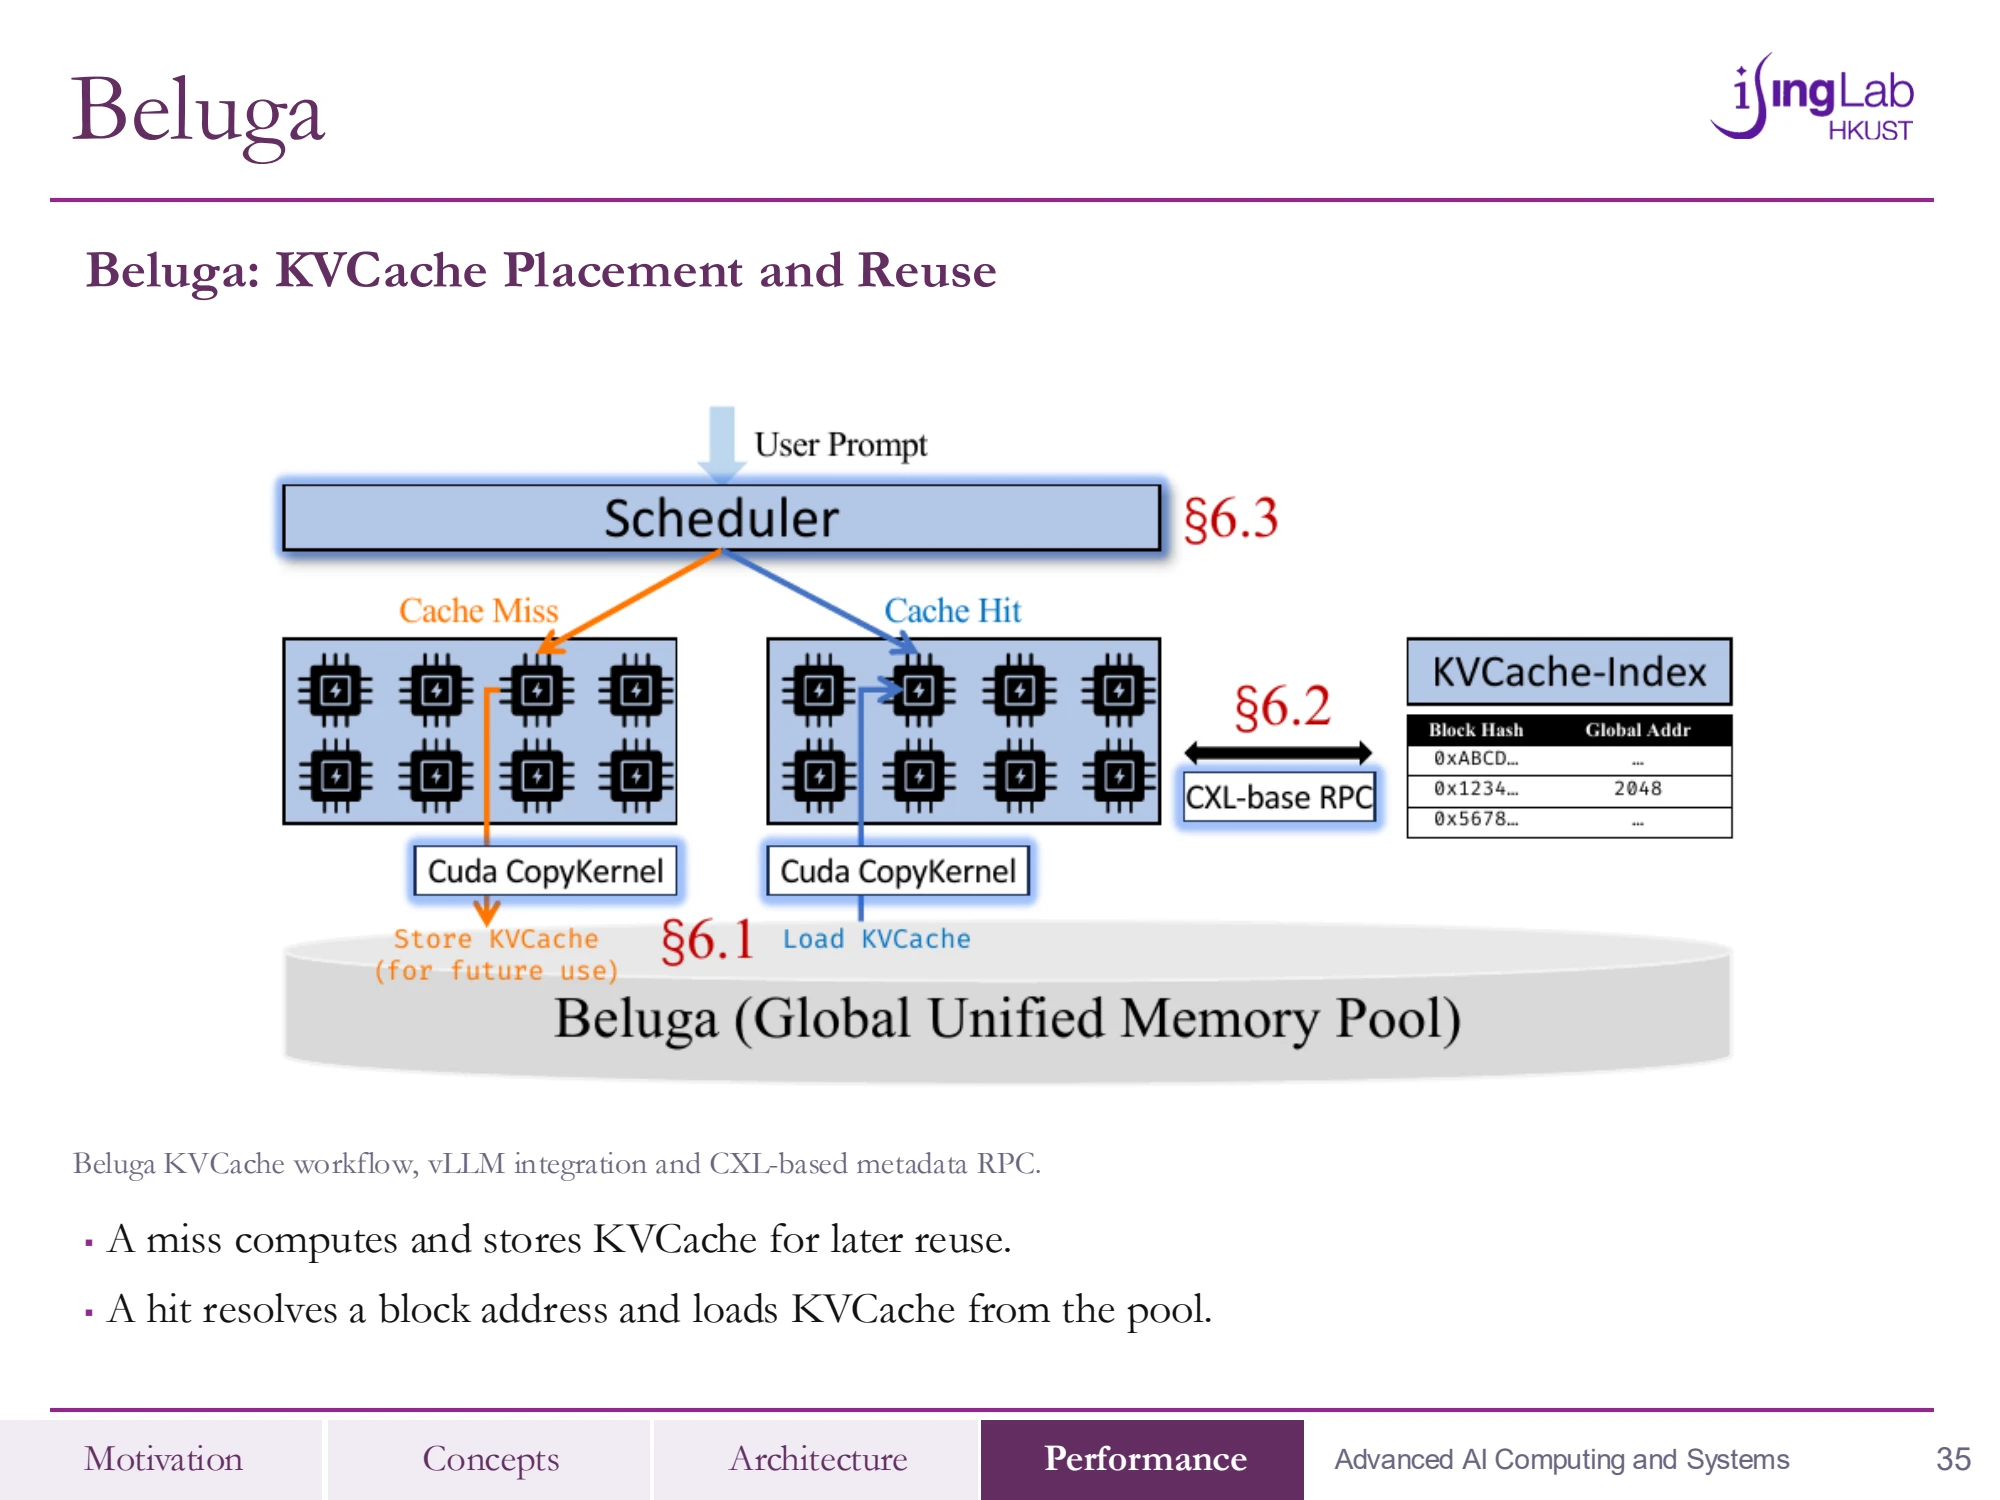 Beluga
iSingLab
HKUST
Beluga: KVCache Placement and Reuse
User Prompt
Scheduler
§6.3
Cache Miss
Cache Hit
§6.2
CXL-base RPC
KVCache-Index
Block Hash Global Addr
0xABCD… …
0x1234… 2048
0x5678… …
Cuda CopyKernel
Cuda CopyKernel
Store KVCache
(for future use)
§6.1
Load KVCache
Beluga (Global Unified Memory Pool)
Beluga KVCache workflow, vLLM integration and CXL-based metadata RPC.
▪ A miss computes and stores KVCache for later reuse.
▪ A hit resolves a block address and loads KVCache from the pool.
Motivation
Concepts
Architecture
Performance
Advanced AI Computing and Systems
35